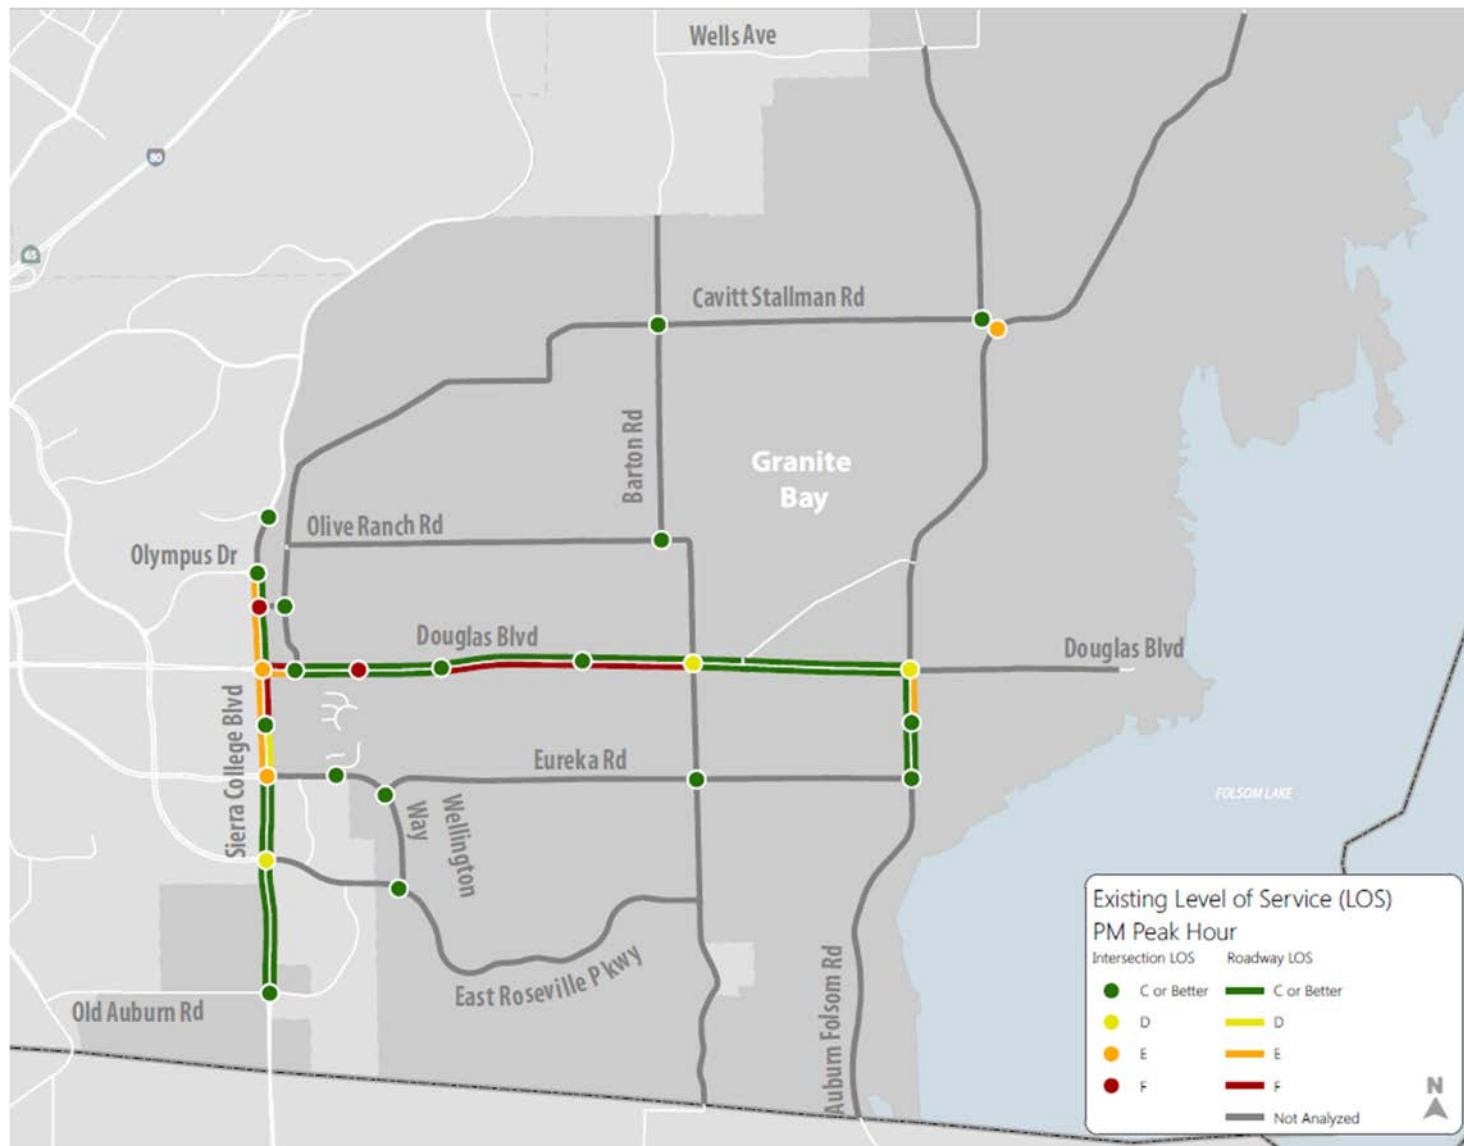 Wells Ave
80
65
Cavitt Stallman Rd
Barton Rd
Granite
Bay
Olive Ranch Rd
Olympus Dr
Douglas Blvd
Douglas Blvd
Sierra College Blvd
Eureka Rd
Wellington
Way
FOLSOM LAKE
East Roseville P'kwy
Old Auburn Rd
Auburn Folsom Rd
Existing Level of Service (LOS)
PM Peak Hour
Intersection LOS Roadway LOS
C or Better C or Better
D D
E E
F F
Not Analyzed
N